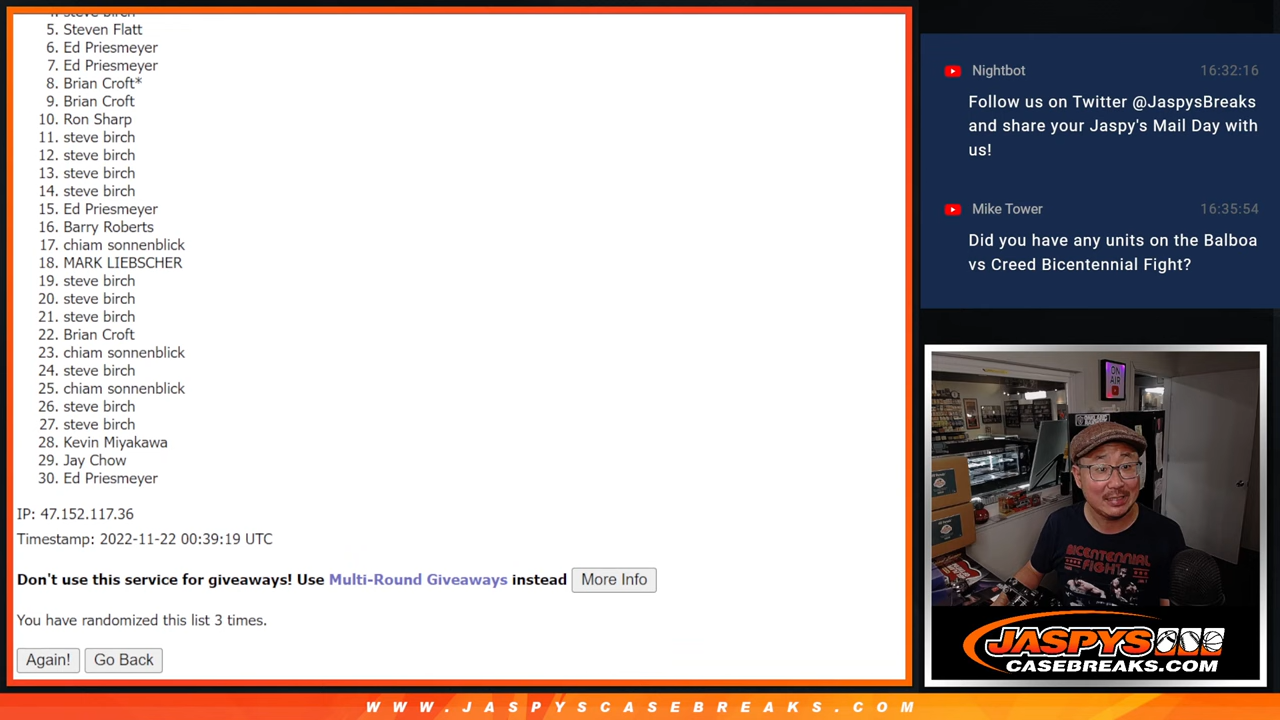 4. steve birch
5. Steven Flatt
6. Ed Priesmeyer
7. Ed Priesmeyer
8. Brian Croft*
9. Brian Croft
10. Ron Sharp
11. steve birch
12. steve birch
13. steve birch
14. steve birch
15. Ed Priesmeyer
16. Barry Roberts
17. chiam sonnenblick
18. MARK LIEBSCHER
19. steve birch
20. steve birch
21. steve birch
22. Brian Croft
23. chiam sonnenblick
24. steve birch
25. chiam sonnenblick
26. steve birch
27. steve birch
28. Kevin Miyakawa
29. Jay Chow
30. Ed Priesmeyer
IP: 47.152.117.36
Timestamp: 2022-11-22 00:39:19 UTC
Don't use this service for giveaways! Use Multi-Round Giveaways instead More Info
You have randomized this list 3 times.
Again! Go Back
Nightbot 16:32:16
Follow us on Twitter @JaspysBreaks
and share your Jaspy's Mail Day with
us!
Mike Tower 16:35:54
Did you have any units on the Balboa
vs Creed Bicentennial Fight?
ON
AIR
BICENTENNIAL
FIGHT
JASPYS
CASEBREAKS.COM
WWW.JASPYSCASEBREAKS.COM